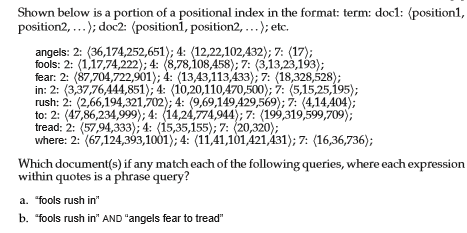 Shown below is a portion of a positional index in the format: term: doc1: ⟨position1,
position2, …⟩; doc2: ⟨position1, position2, …⟩; etc.
angels: 2: ⟨36,174,252,651⟩; 4: ⟨12,22,102,432⟩; 7: ⟨17⟩;
fools: 2: ⟨1,17,74,222⟩; 4: ⟨8,78,108,458⟩; 7: ⟨3,13,23,193⟩;
fear: 2: ⟨87,704,722,901⟩; 4: ⟨13,43,113,433⟩; 7: ⟨18,328,528⟩;
in: 2: ⟨3,37,76,444,851⟩; 4: ⟨10,20,110,470,500⟩; 7: ⟨5,15,25,195⟩;
rush: 2: ⟨2,66,194,321,702⟩; 4: ⟨9,69,149,429,569⟩; 7: ⟨4,14,404⟩;
to: 2: ⟨47,86,234,999⟩; 4: ⟨14,24,774,944⟩; 7: ⟨199,319,599,709⟩;
tread: 2: ⟨57,94,333⟩; 4: ⟨15,35,155⟩; 7: ⟨20,320⟩;
where: 2: ⟨67,124,393,1001⟩; 4: ⟨11,41,101,421,431⟩; 7: ⟨16,36,736⟩;
Which document(s) if any match each of the following queries, where each expression
within quotes is a phrase query?
a. "fools rush in"
b. "fools rush in" AND "angels fear to tread"